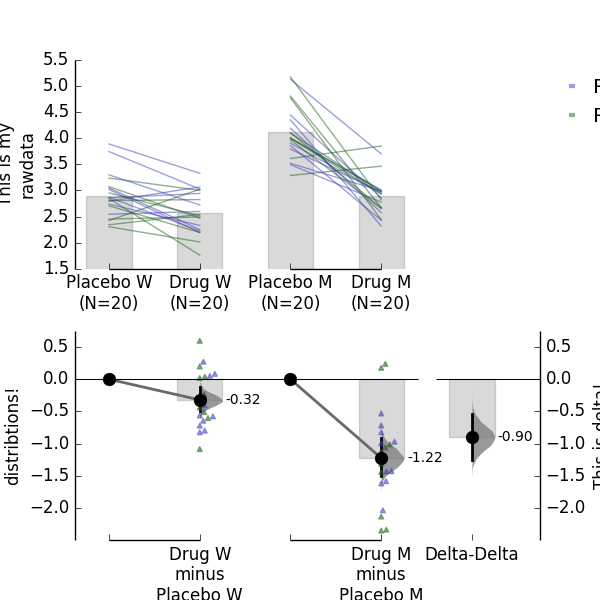 5.5
5.0
4.5
4.0
3.5
3.0
2.5
2.0
1.5
This is my
rawdata
Placebo W
(N=20)
Drug W
(N=20)
Placebo M
(N=20)
Drug M
(N=20)
0.5
0.0
−0.5
−1.0
−1.5
−2.0
distribtions!
-0.32
-1.22
-0.90
0.5
0.0
−0.5
−1.0
−1.5
−2.0
This is delta!
Drug W
minus
Placebo W
Drug M
minus
Placebo M
Delta-Delta